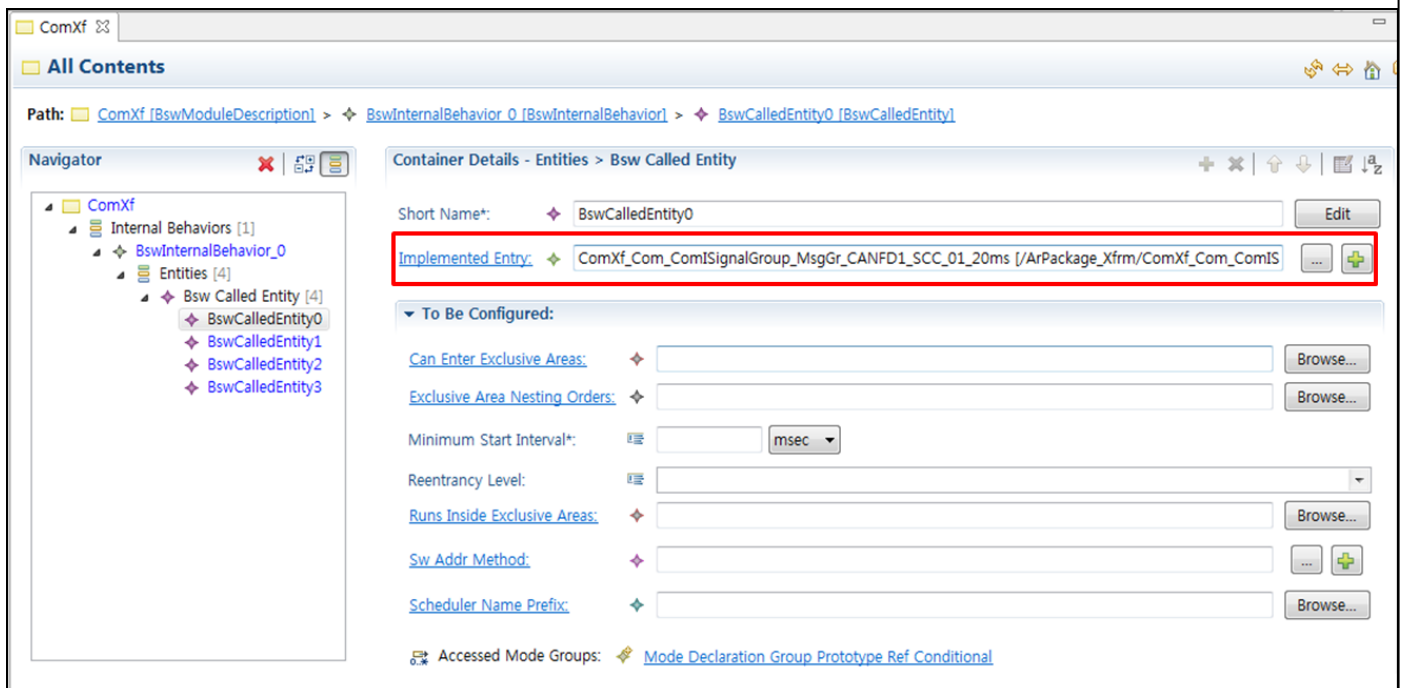 ComXf
All Contents
Path: ComXf [BswModuleDescription] > BswInternalBehavior_0 [BswInternalBehavior] > BswCalledEntity0 [BswCalledEntity]
Navigator
ComXf
Internal Behaviors [1]
BswInternalBehavior_0
Entities [4]
Bsw Called Entity [4]
BswCalledEntity0
BswCalledEntity1
BswCalledEntity2
BswCalledEntity3
Container Details - Entities > Bsw Called Entity
Short Name*: BswCalledEntity0 Edit
Implemented Entry: ComXf_Com_ComISignalGroup_MsgGr_CANFD1_SCC_01_20ms [/ArPackage_Xfrm/ComXf_Com_ComIS ...
To Be Configured:
Can Enter Exclusive Areas: Browse...
Exclusive Area Nesting Orders: Browse...
Minimum Start Interval*: msec
Reentrancy Level:
Runs Inside Exclusive Areas: Browse...
Sw Addr Method: ...
Scheduler Name Prefix: Browse...
Accessed Mode Groups: Mode Declaration Group Prototype Ref Conditional